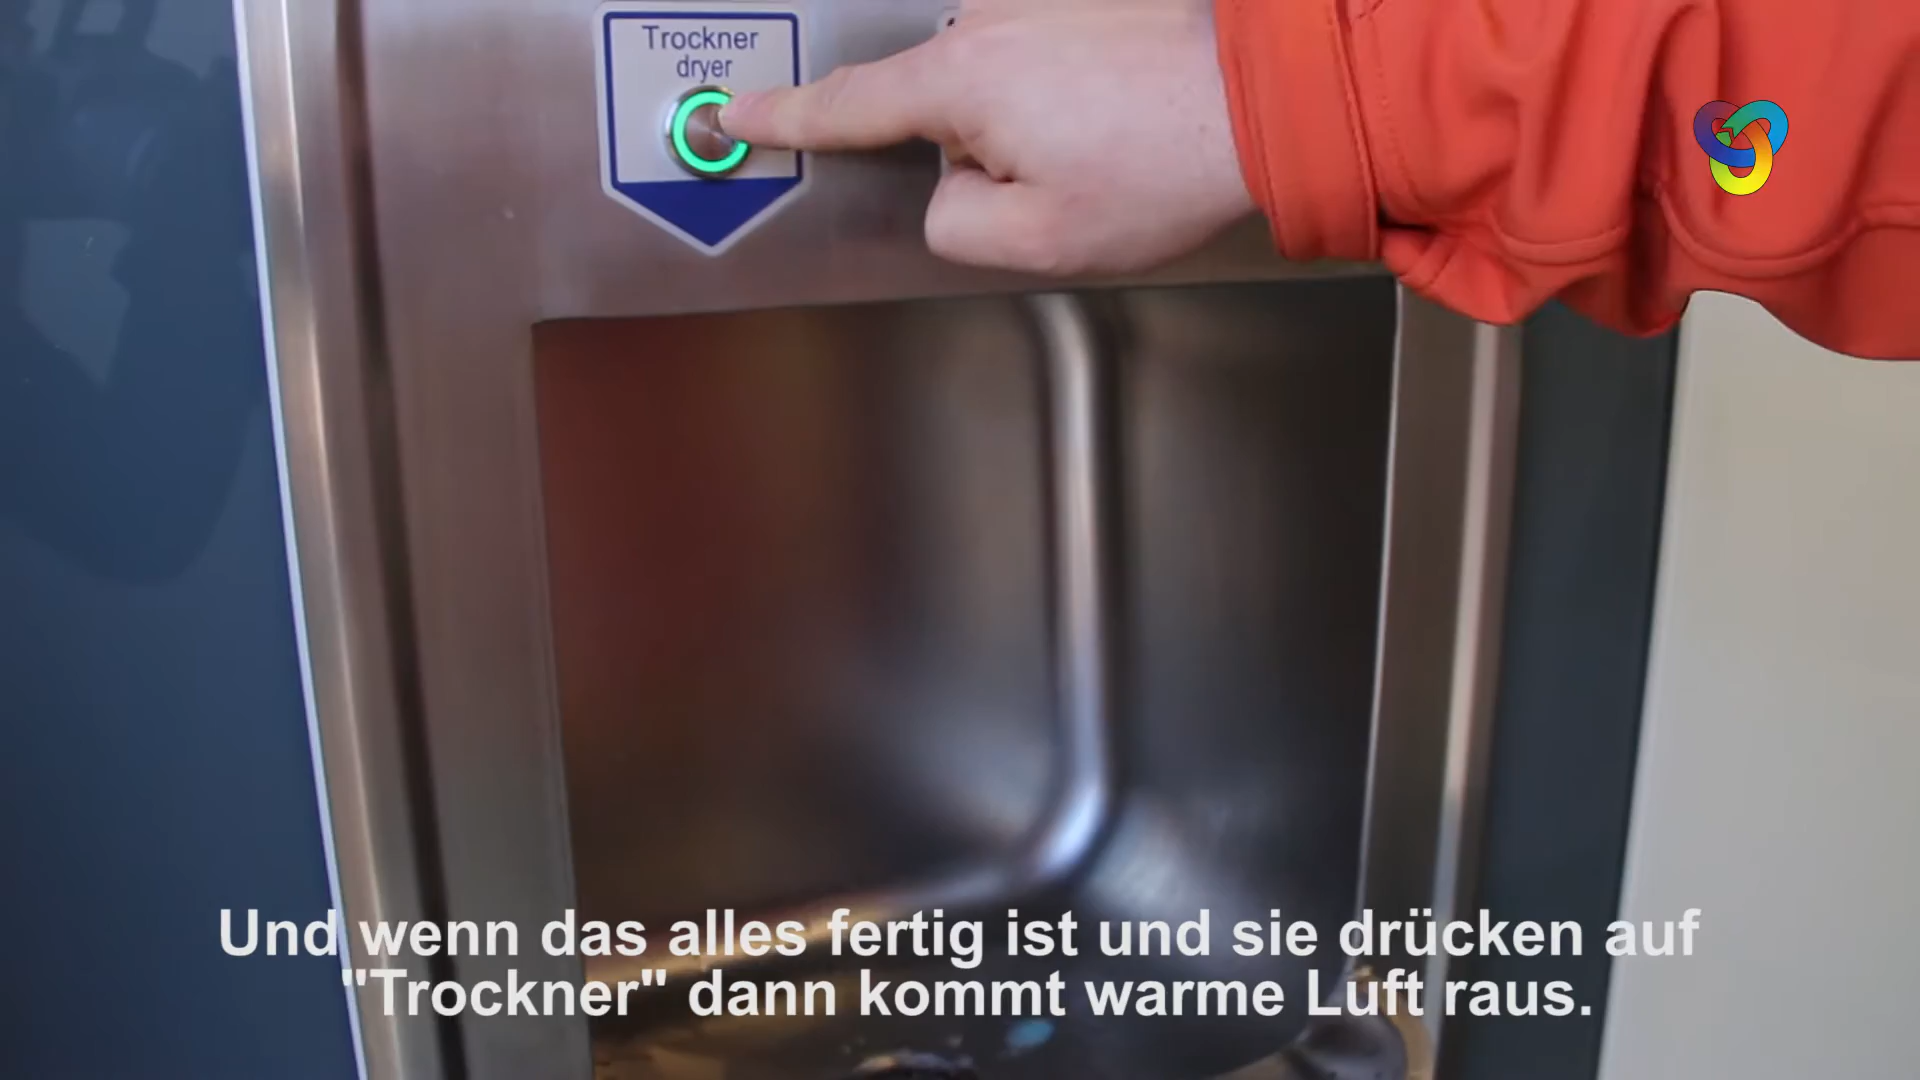 Trockner
dryer
Und wenn das alles fertig ist und sie drücken auf
"Trockner" dann kommt warme Luft raus.